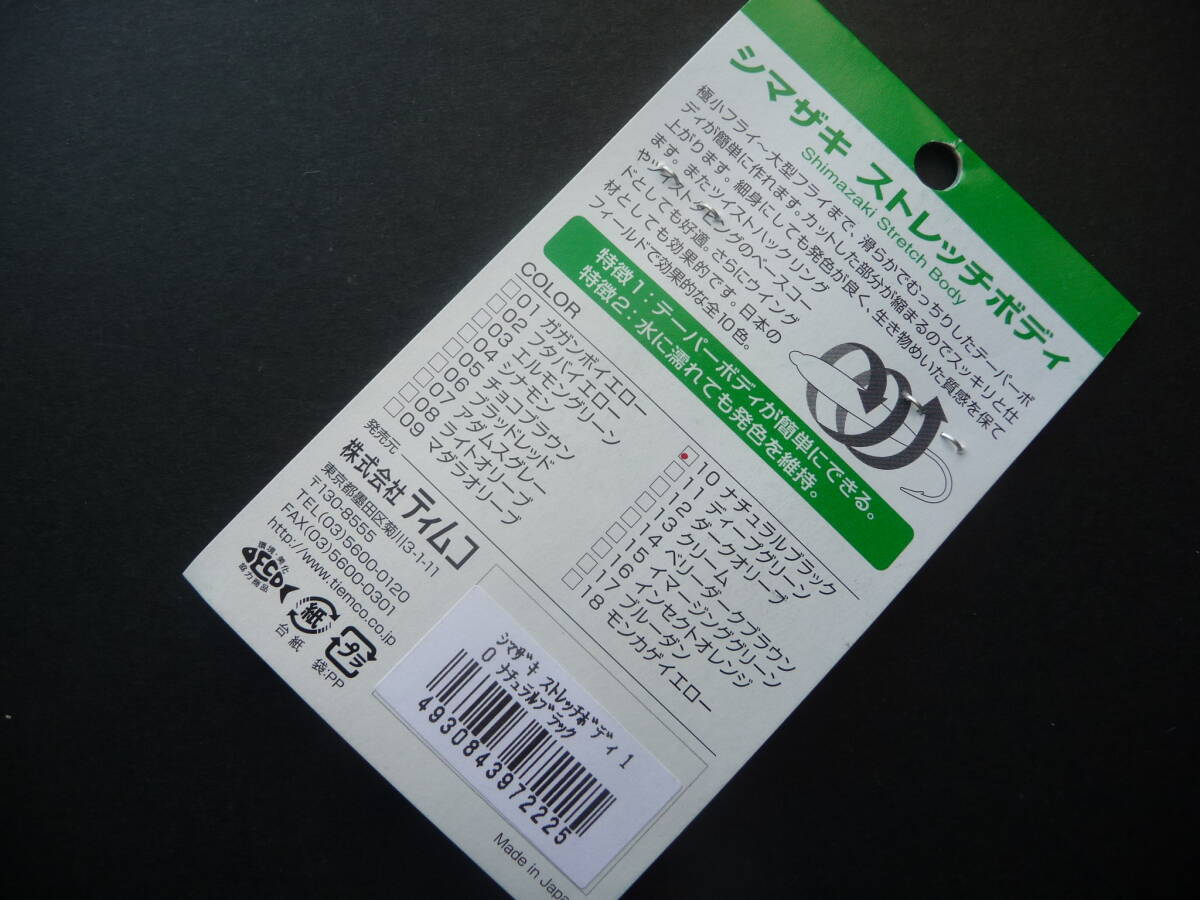 シマザキ ストレッチボディ
Shimazaki Stretch Body
極小フライ〜大型フライまで、滑らかでむっちりしたテーパーボ
ディが簡単に作れます。カットした部分が縮まるのでスッキリと仕
上がります。細身にしても発色が良く、生き物めいた質感を保て
ます。またツイストハックリング
やツイストダビングのベースコー
ドとしても好適。さらにウイング
材としても効果的です。日本の
フィールドで効果的な全10色。
特徴1：テーパーボディが簡単にできる。
特徴2：水に濡れても発色を維持。
COLOR
01 ガガンボイエロー
02 フタバイエロー
03 エルモングリーン
04 シナモン
05 チョコブラウン
06 ブラッドレッド
07 アダムスグレー
08 ライトオリーブ
09 マダラオリーブ
10 ナチュラルブラック
11 ディープグリーン
12 ダークオリーブ
13 クリーム
14 ベリーダークブラウン
15 イマージンググリーン
16 インセクトオレンジ
17 ブルーダン
18 モンカゲイエロー
発売元
株式会社 ティムコ
東京都墨田区菊川3-1-11
〒130-8555
TEL(03)5600-0120
FAX(03)5600-0301
http://www.tiemco.co.jp
環境・美化
ECO
協力商品
紙
台紙
プラ
袋:PP
シマザキ ストレッチボディ 1
0 ナチュラルブラック
4930843972225
Made in Japa